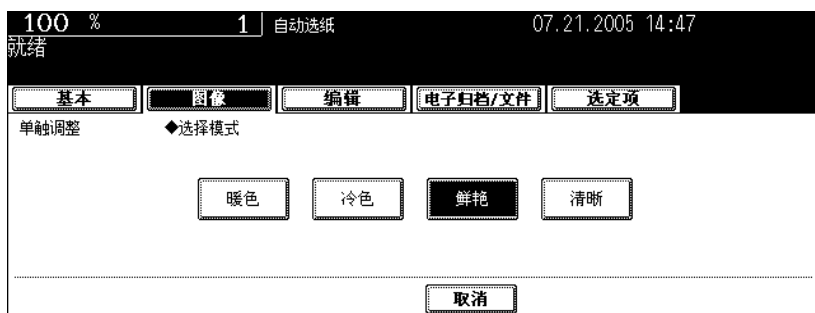 100 % 1 自动选纸 07.21.2005 14:47
就绪
基本 图像 编辑 电子归档/文件 选定项
单触调整 ◆选择模式
暖色 冷色 鲜艳 清晰
取消